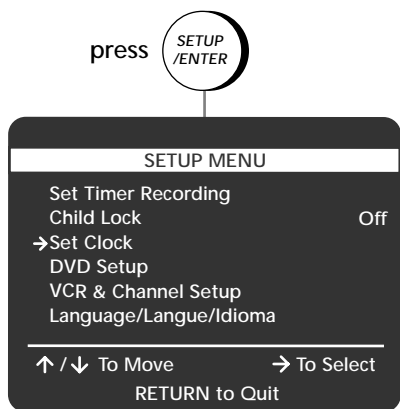 press SETUP
/ENTER
SETUP MENU
Set Timer Recording
Child Lock Off
→Set Clock
DVD Setup
VCR & Channel Setup
Language/Langue/Idioma
↑ / ↓ To Move → To Select
RETURN to Quit